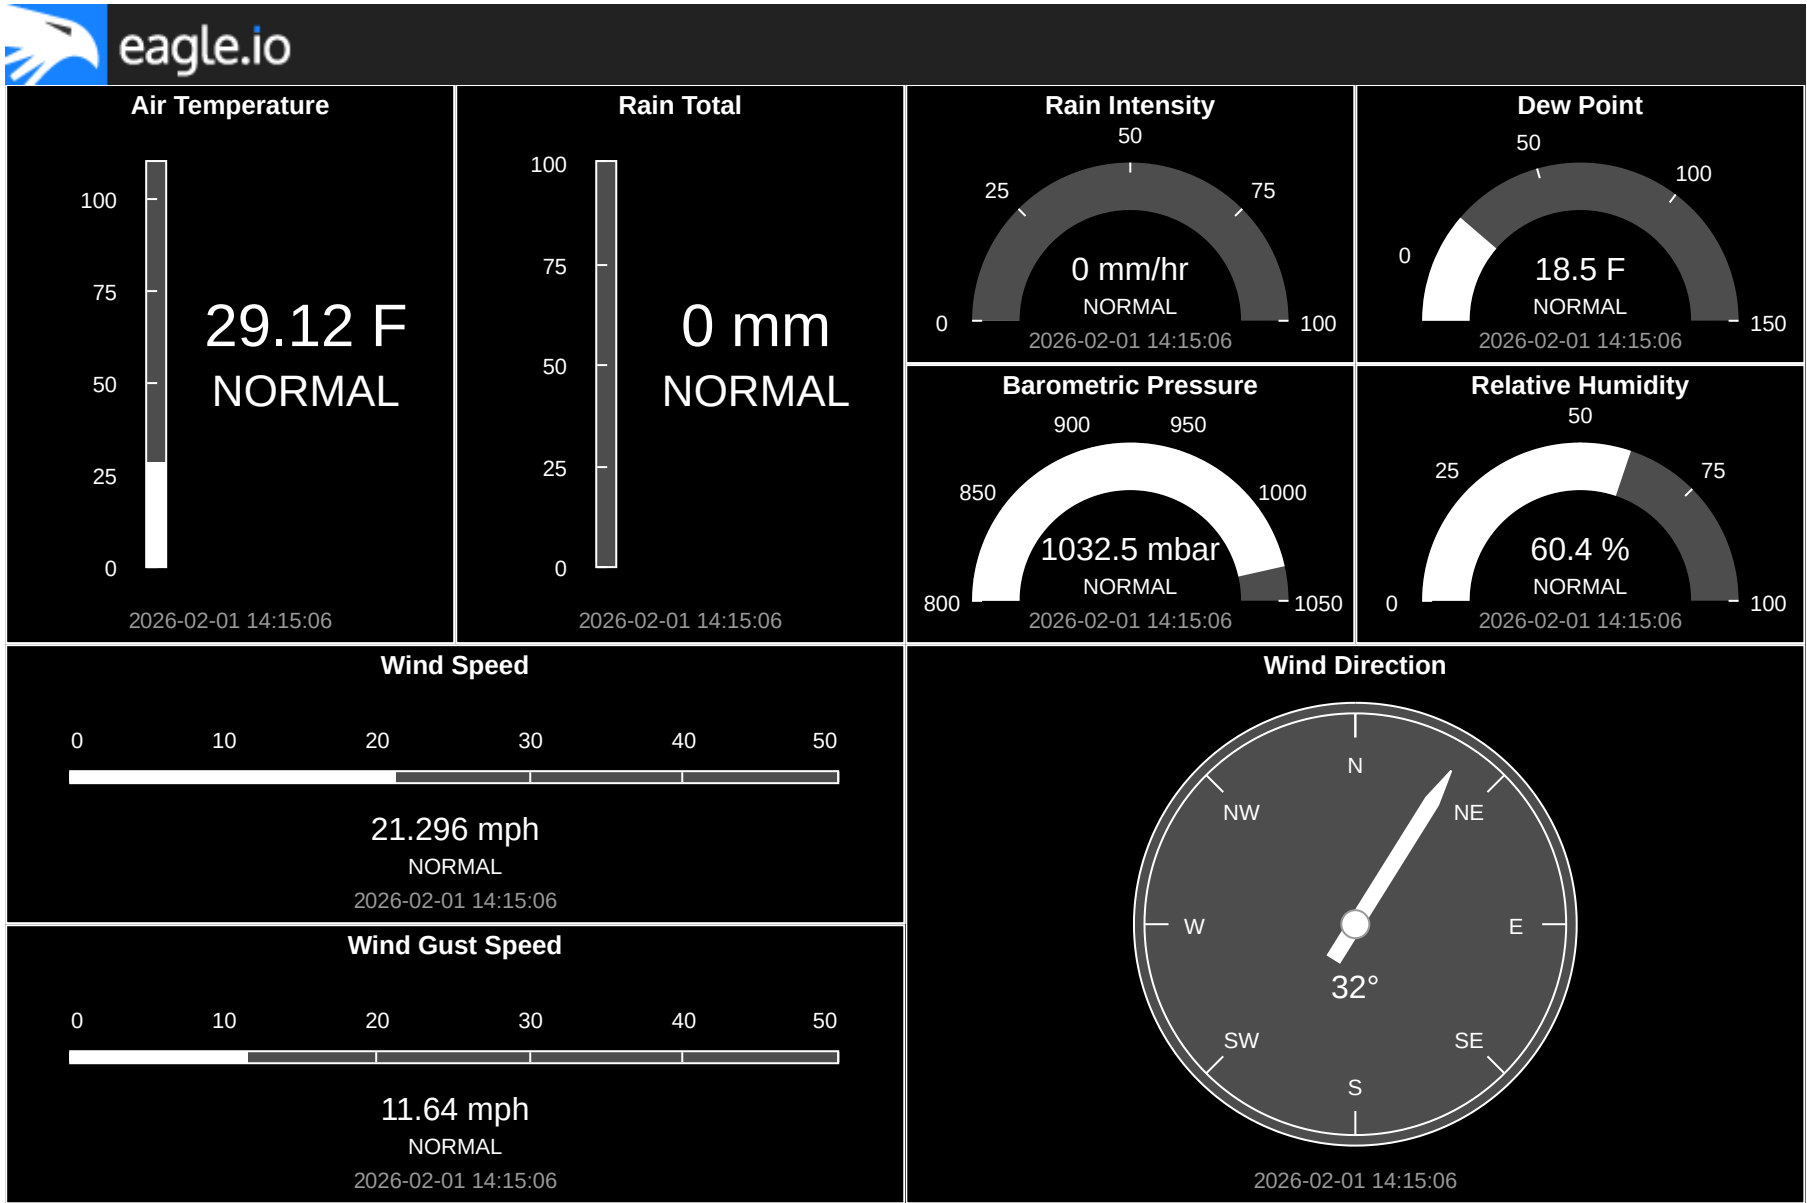 eagle.io
Air Temperature
100
75
50
25
0
29.12 F
NORMAL
2026-02-01 14:15:06
Rain Total
100
75
50
25
0
0 mm
NORMAL
2026-02-01 14:15:06
Rain Intensity
0
25
50
75
100
0 mm/hr
NORMAL
2026-02-01 14:15:06
Dew Point
0
50
100
150
18.5 F
NORMAL
2026-02-01 14:15:06
Barometric Pressure
800
850
900
950
1000
1050
1032.5 mbar
NORMAL
2026-02-01 14:15:06
Relative Humidity
0
25
50
75
100
60.4 %
NORMAL
2026-02-01 14:15:06
Wind Speed
0 10 20 30 40 50
21.296 mph
NORMAL
2026-02-01 14:15:06
Wind Gust Speed
0 10 20 30 40 50
11.64 mph
NORMAL
2026-02-01 14:15:06
Wind Direction
N
NW NE
W E
32°
SW SE
S
2026-02-01 14:15:06